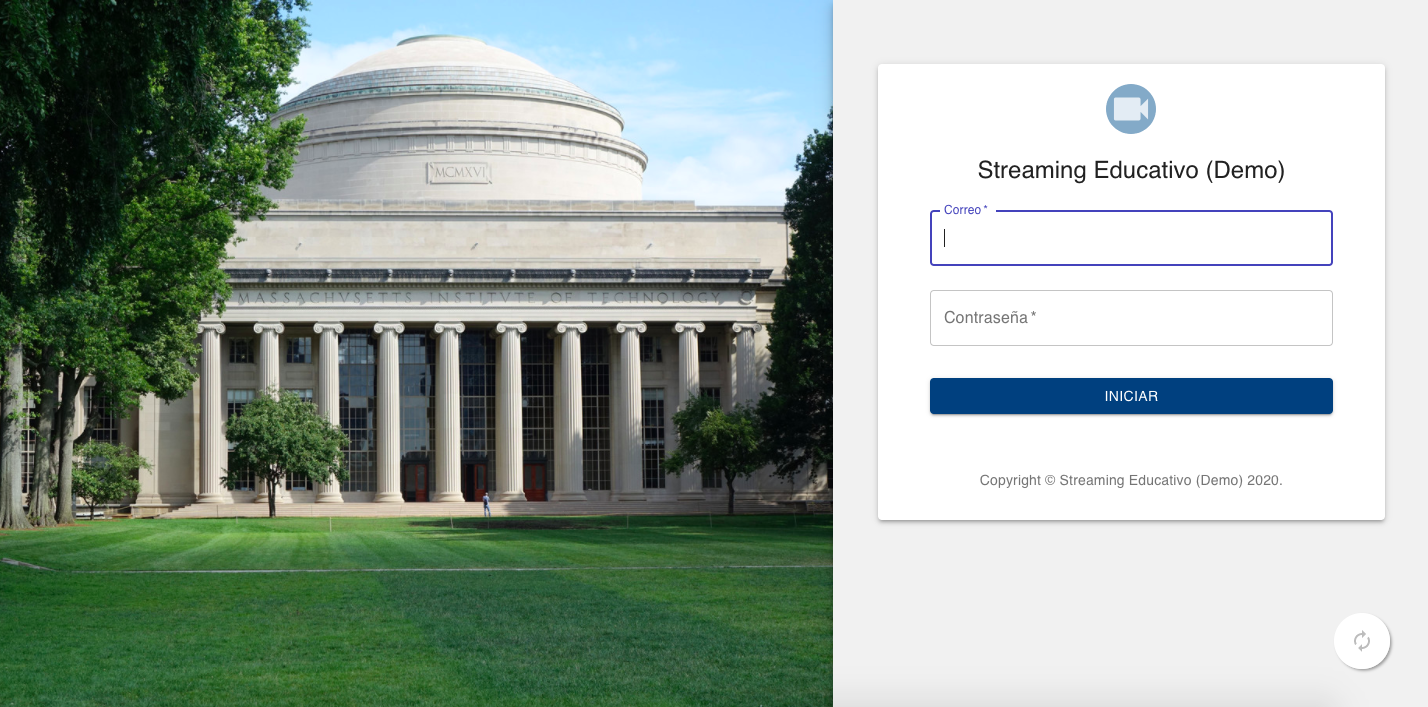 MCMXVI
MASSACHVSETTS INSTITVTE OF TECHNOLOGY
Streaming Educativo (Demo)
Correo *
Contraseña *
INICIAR
Copyright © Streaming Educativo (Demo) 2020.